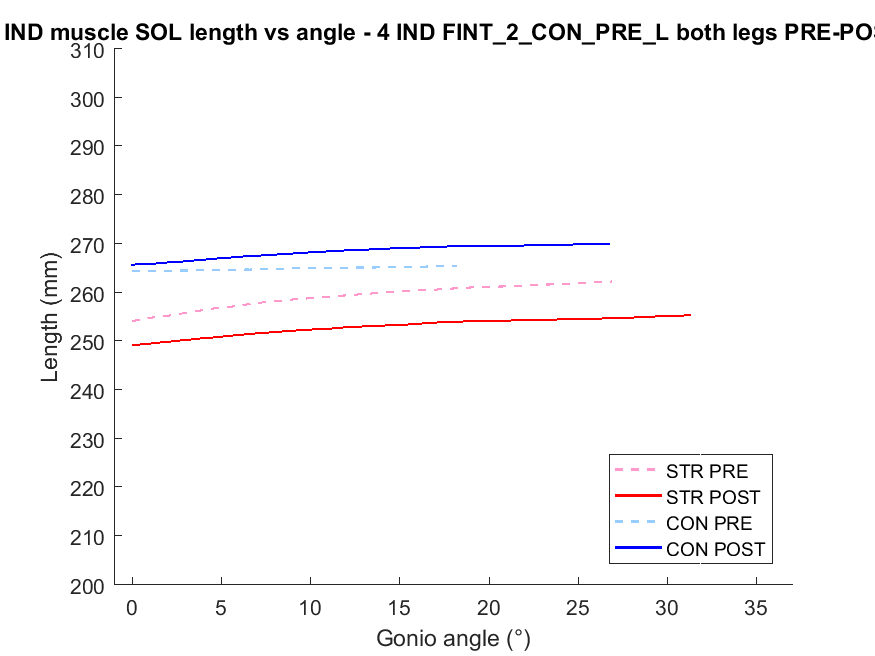 IND muscle SOL length vs angle - 4 IND FINT_2_CON_PRE_L both legs PRE-POS
310
300
290
280
270
260
250
240
230
220
210
200
Length (mm)
0 5 10 15 20 25 30 35
Gonio angle (°)
STR PRE
STR POST
CON PRE
CON POST